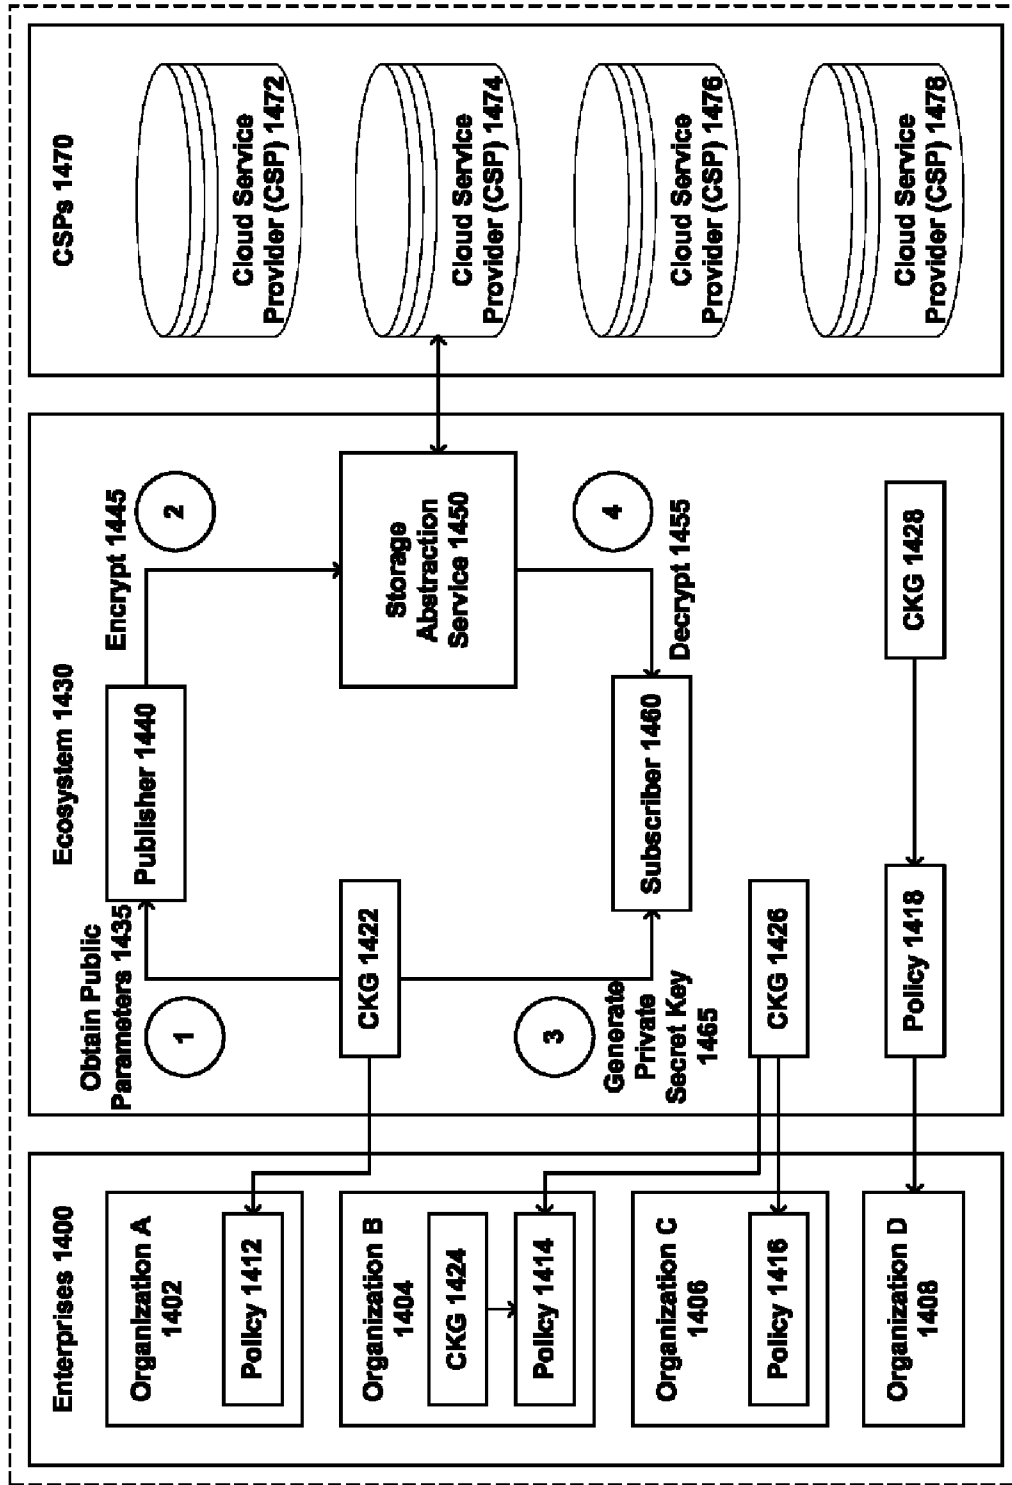 Enterprises 1400
Organization A
1402
Policy 1412
Organization B
1404
CKG 1424
Policy 1414
Organization C
1406
Policy 1416
Organization D
1408
Ecosystem 1430
Obtain Public
Parameters 1435
1
Publisher 1440
Encrypt 1445
2
CKG 1422
Storage
Abstraction
Service 1450
3
Generate
Private
Secret Key
1465
Subscriber 1460
4
Decrypt 1455
CKG 1426
Policy 1418
CKG 1428
CSPs 1470
Cloud Service
Provider (CSP) 1472
Cloud Service
Provider (CSP) 1474
Cloud Service
Provider (CSP) 1476
Cloud Service
Provider (CSP) 1478